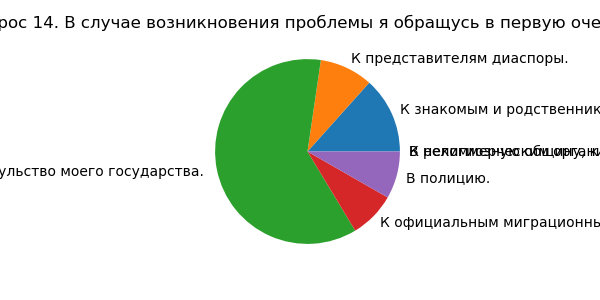 рос 14. В случае возникновения проблемы я обращусь в первую оче
К представителям диаспоры.
К знакомым и родственник
В полицию.
ульство моего государства.
К официальным миграционны